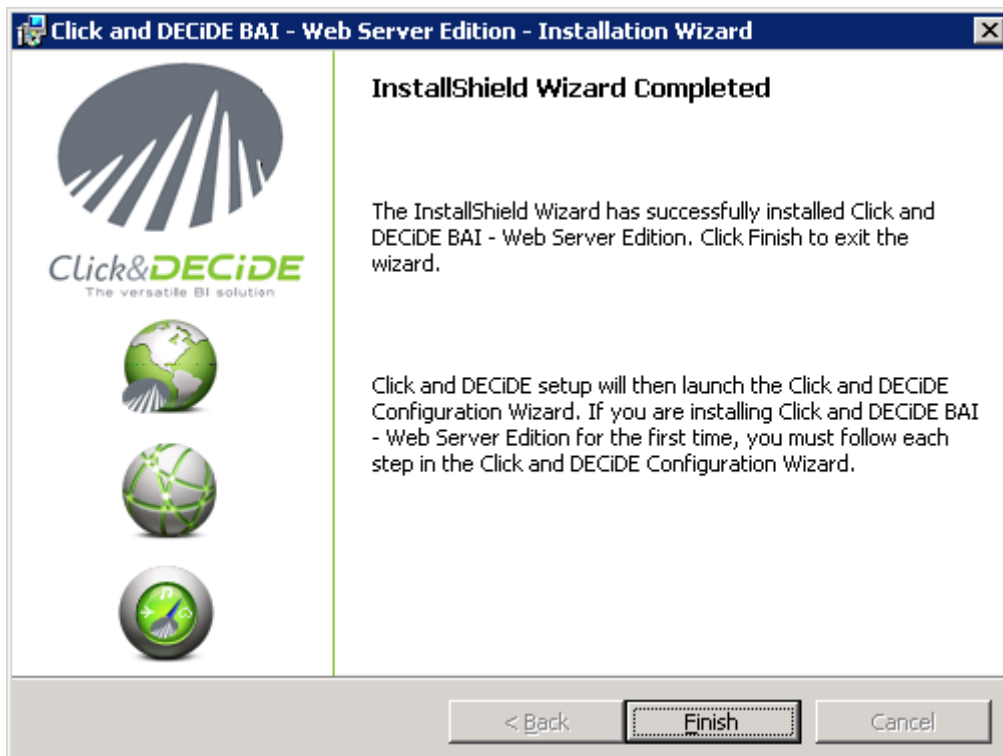 Click and DECiDE BAI - Web Server Edition - Installation Wizard
InstallShield Wizard Completed
The InstallShield Wizard has successfully installed Click and
DECiDE BAI - Web Server Edition. Click Finish to exit the
wizard.
Click&DECiDE
The versatile BI solution
Click and DECiDE setup will then launch the Click and DECiDE
Configuration Wizard. If you are installing Click and DECiDE BAI
- Web Server Edition for the first time, you must follow each
step in the Click and DECiDE Configuration Wizard.
< Back Finish Cancel